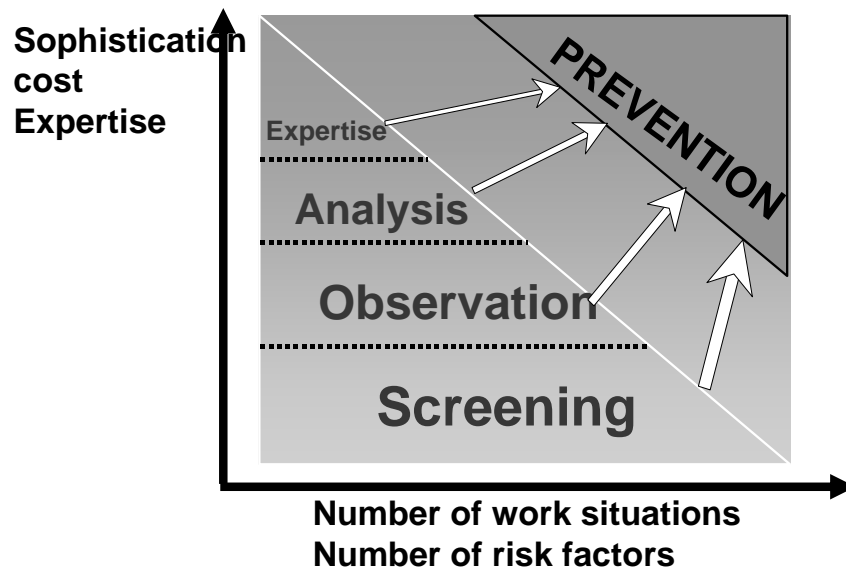 Sophistication
cost
Expertise
PREVENTION
Expertise
Analysis
Observation
Screening
Number of work situations
Number of risk factors